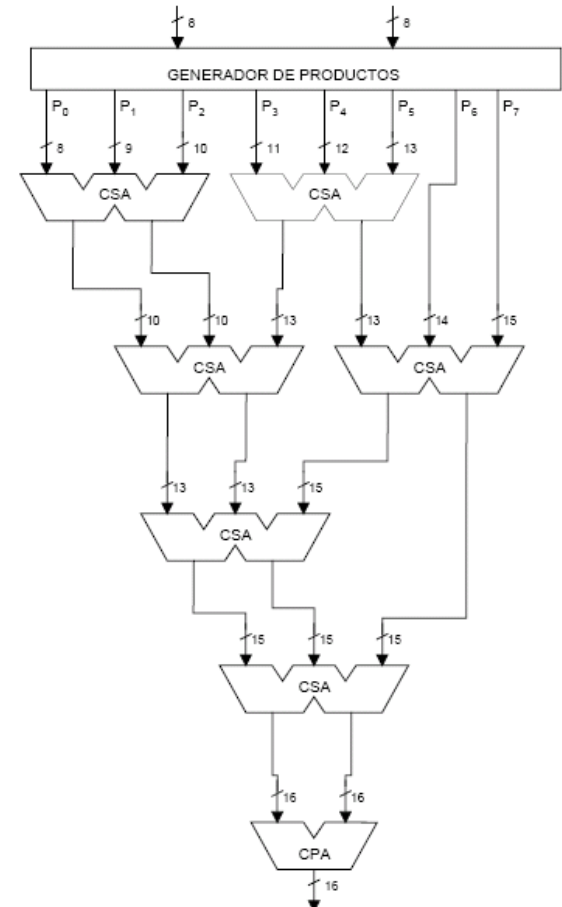 8 8
GENERADOR DE PRODUCTOS
P0 P1 P2 P3 P4 P5 P6 P7
8 9 10 11 12 13
CSA CSA
10 10 13 13 14 15
CSA CSA
13 13 15
CSA
15 15 15
CSA
16 16
CPA
16